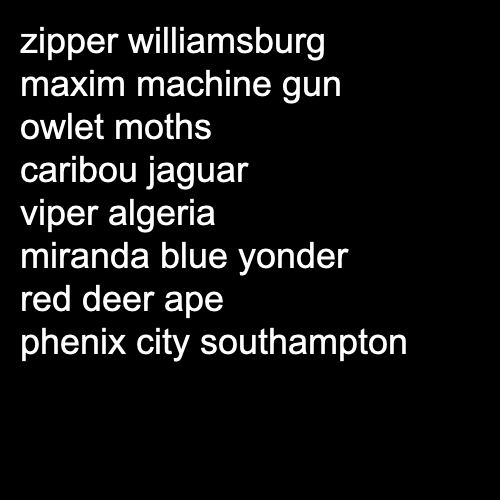 zipper williamsburg
maxim machine gun
owlet moths
caribou jaguar
viper algeria
miranda blue yonder
red deer ape
phenix city southampton